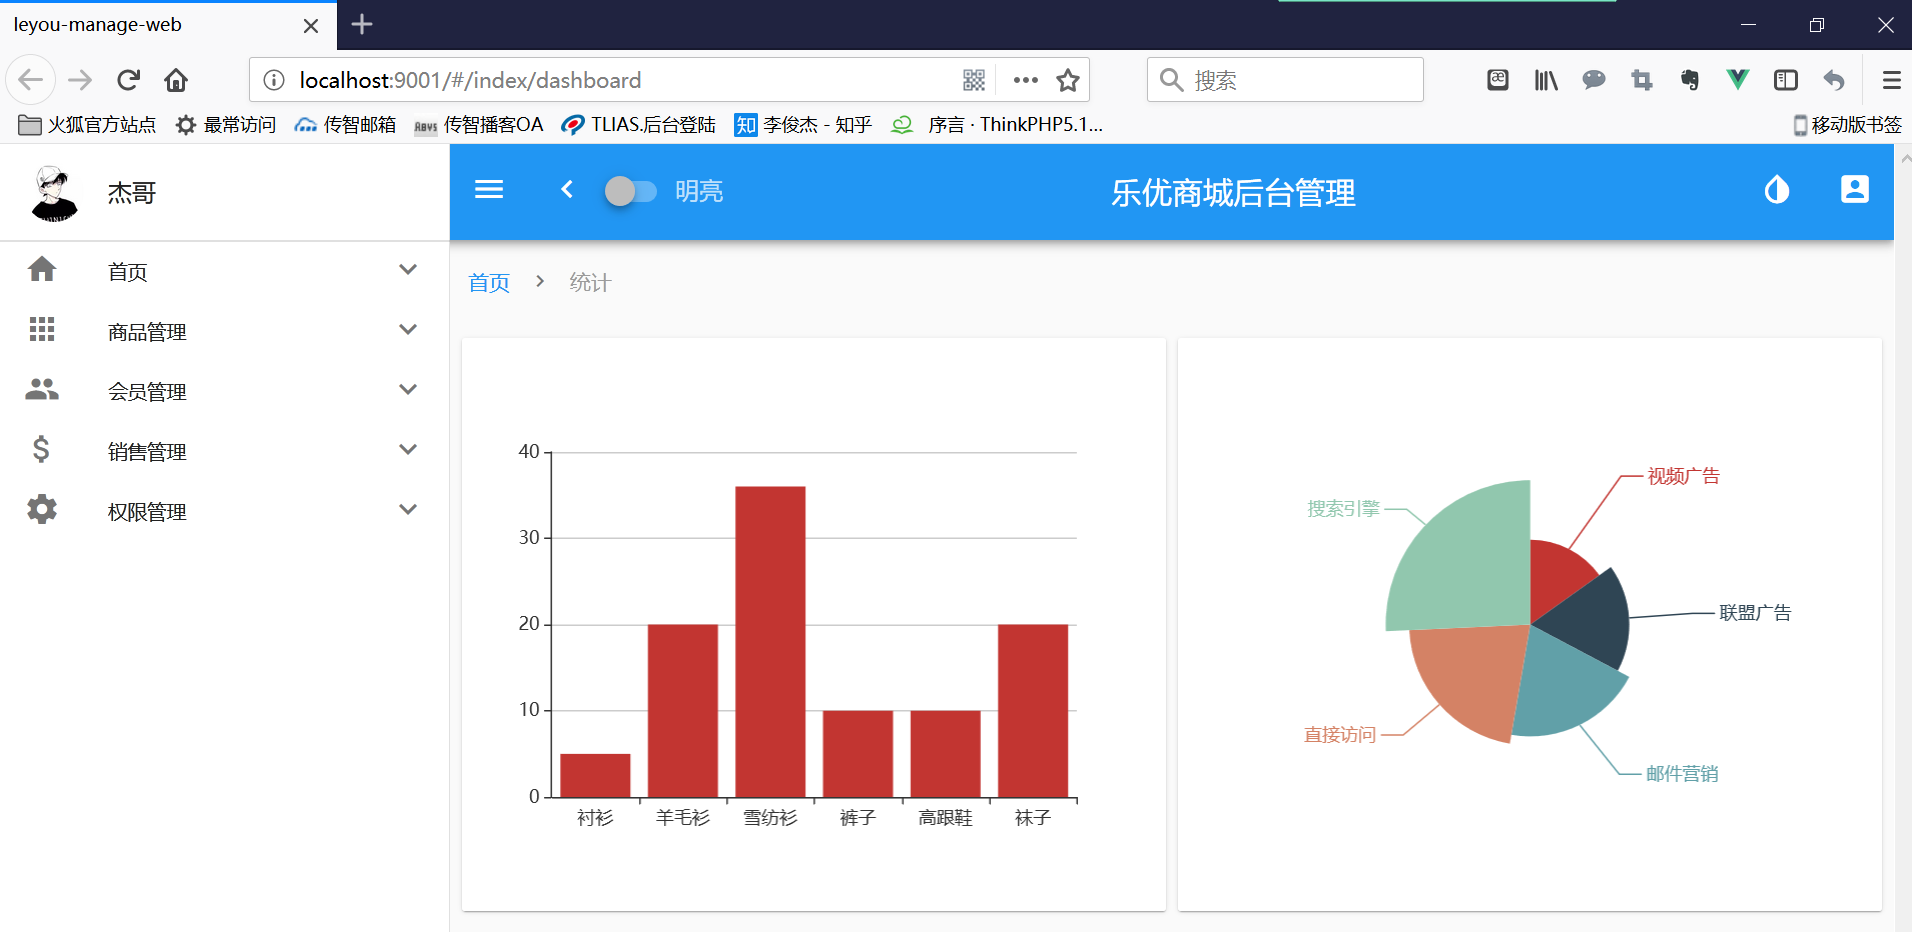 leyou-manage-web
localhost:9001/#/index/dashboard
搜索
火狐官方站点 最常访问 传智邮箱 传智播客OA TLIAS.后台登陆 知 李俊杰 - 知乎 序言 · ThinkPHP5.1... 移动版书签
杰哥
明亮
乐优商城后台管理
首页
商品管理
会员管理
销售管理
权限管理
首页 统计
40
30
20
10
0
衬衫 羊毛衫 雪纺衫 裤子 高跟鞋 袜子
视频广告
搜索引擎
联盟广告
直接访问
邮件营销